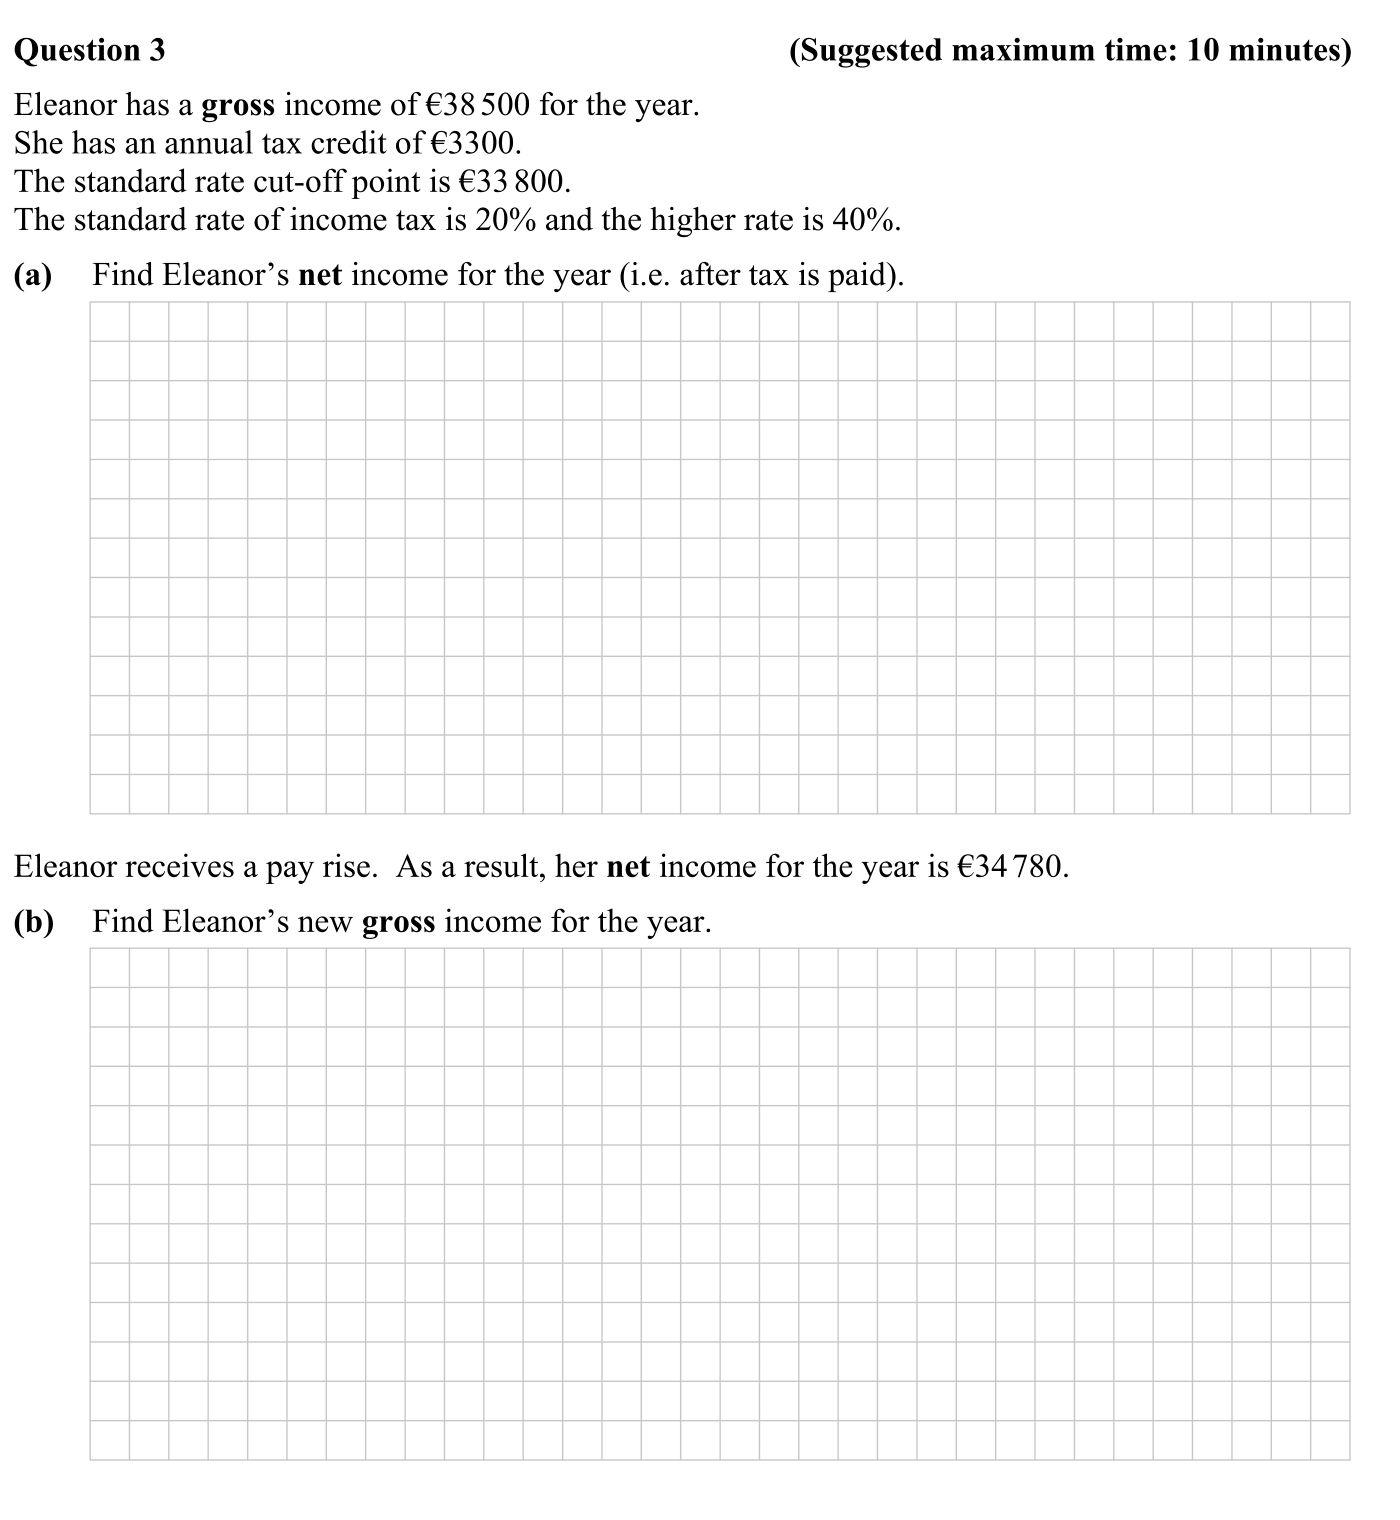 Question 3 (Suggested maximum time: 10 minutes)
Eleanor has a gross income of €38 500 for the year.
She has an annual tax credit of €3300.
The standard rate cut-off point is €33 800.
The standard rate of income tax is 20% and the higher rate is 40%.
(a) Find Eleanor’s net income for the year (i.e. after tax is paid).
Eleanor receives a pay rise. As a result, her net income for the year is €34 780.
(b) Find Eleanor’s new gross income for the year.